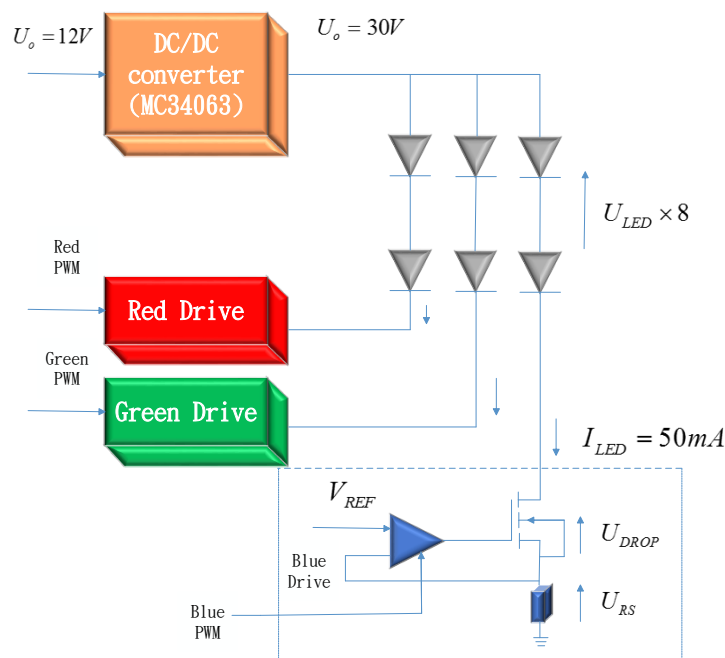 U_o = 12V
DC/DC
converter
(MC34063)
U_o = 30V
U_LED × 8
Red
PWM
Red Drive
Green
PWM
Green Drive
I_LED = 50mA
V_REF
U_DROP
Blue
Drive
U_RS
Blue
PWM